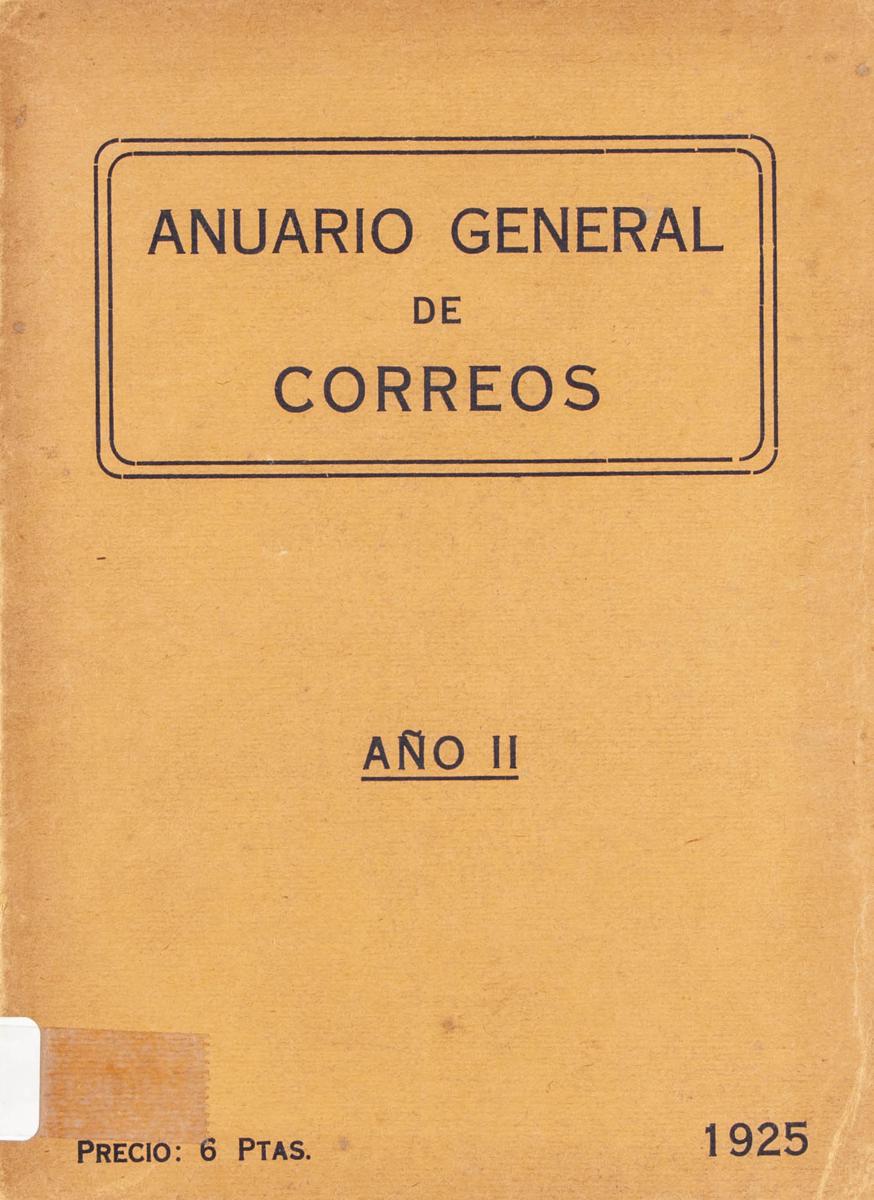 ANUARIO GENERAL
DE
CORREOS
AÑO II
PRECIO: 6 PTAS.
1925